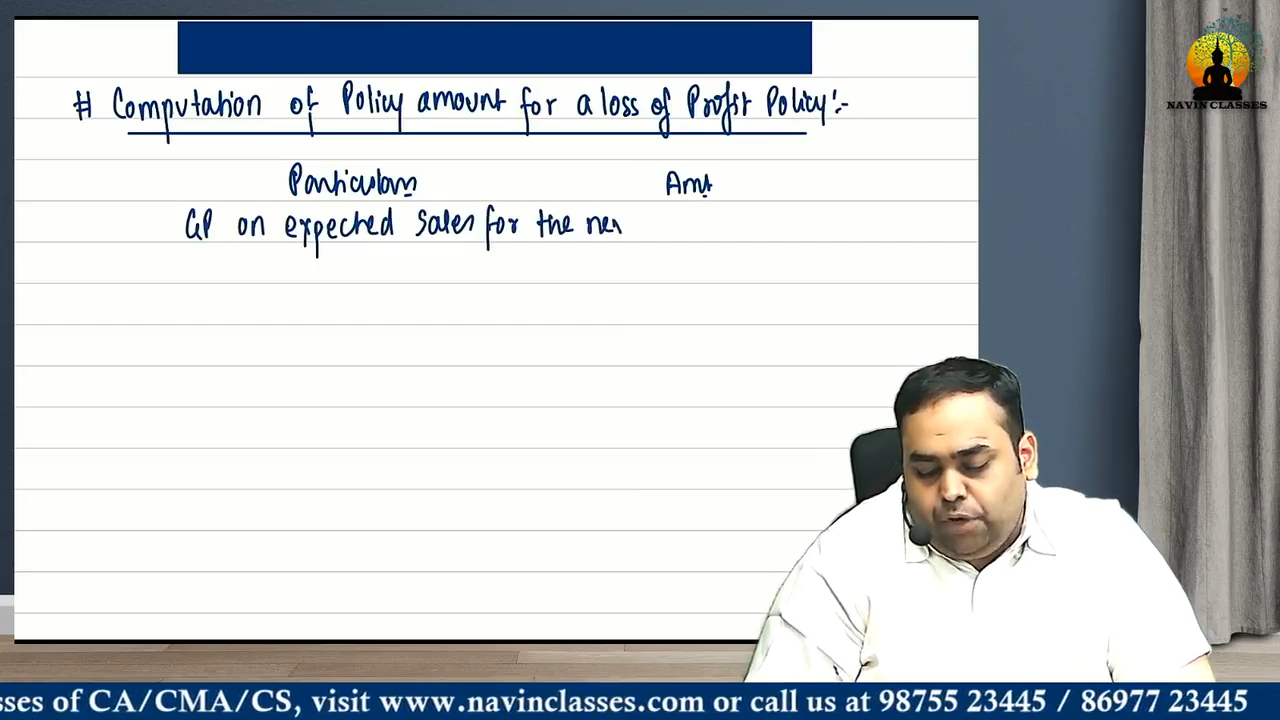 NAVIN CLASSES
# Computation of Policy amount for a loss of Profit Policy:-
Particulars Amt
GP on expected sales for the
sses of CA/CMA/CS, visit www.navinclasses.com or call us at 98755 23445 / 86977 23445